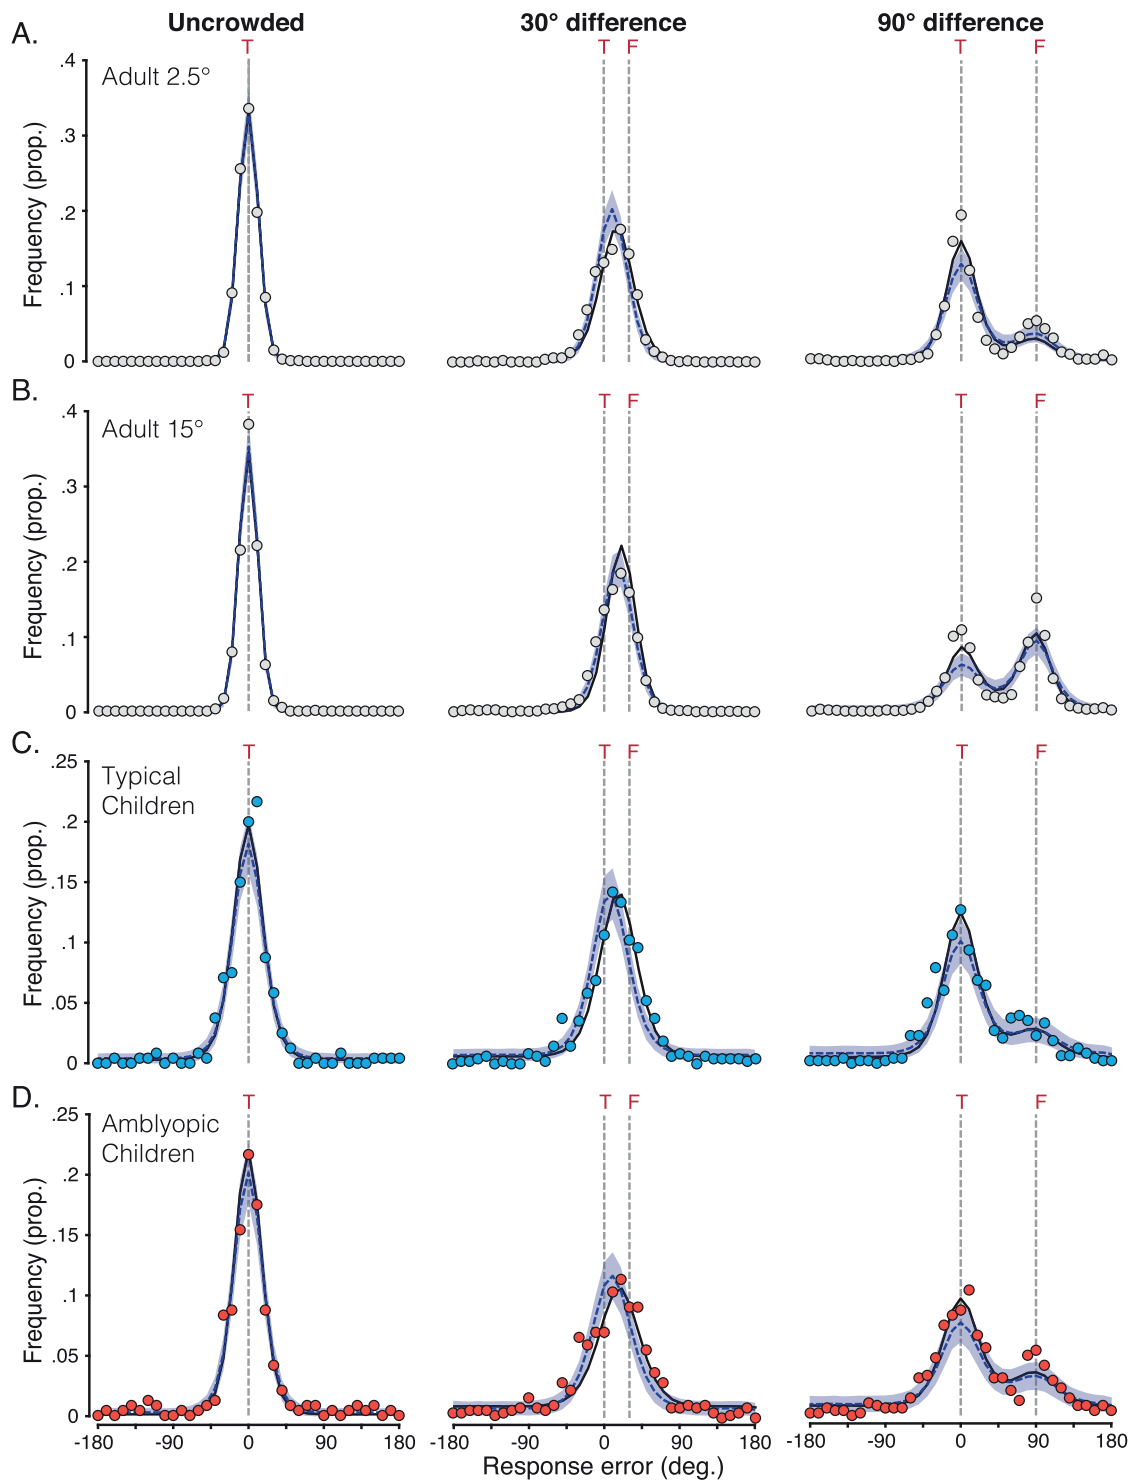 Uncrowded 30° difference 90° difference
A. T T F T F
.4 Adult 2.5°
.3
.2
.1
0
Frequency (prop.)
B. T T F T F
.4 Adult 15°
.3
.2
.1
0
Frequency (prop.)
C. T T F T F
.25 Typical
Children
.2
.15
.1
.05
0
Frequency (prop.)
D. T T F T F
.25 Amblyopic
Children
.2
.15
.1
.05
0
Frequency (prop.)
-180 -90 0 90 180 -180 -90 0 90 180 -180 -90 0 90 180
Response error (deg.)